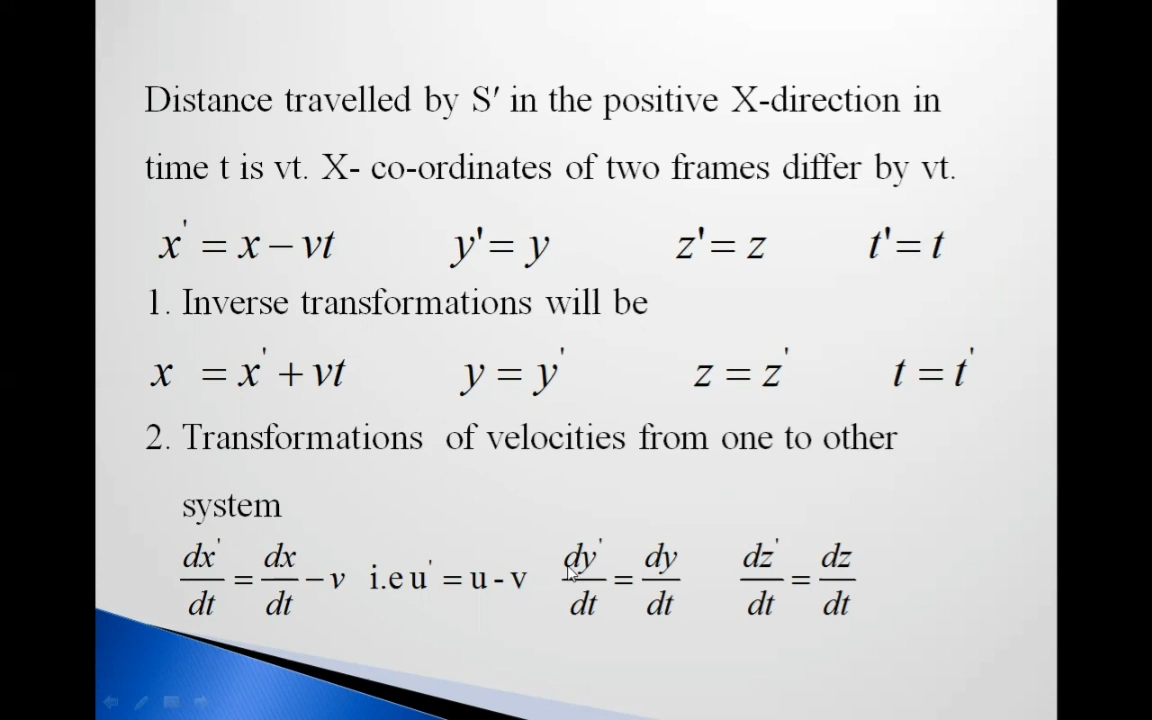 Distance travelled by S′ in the positive X-direction in
time t is vt. X- co-ordinates of two frames differ by vt.
x' = x − vt y' = y z' = z t' = t
1. Inverse transformations will be
x = x' + vt y = y' z = z' t = t'
2. Transformations of velocities from one to other
system
dx'/dt = dx/dt − v i.e u' = u - v dy'/dt = dy/dt dz'/dt = dz/dt